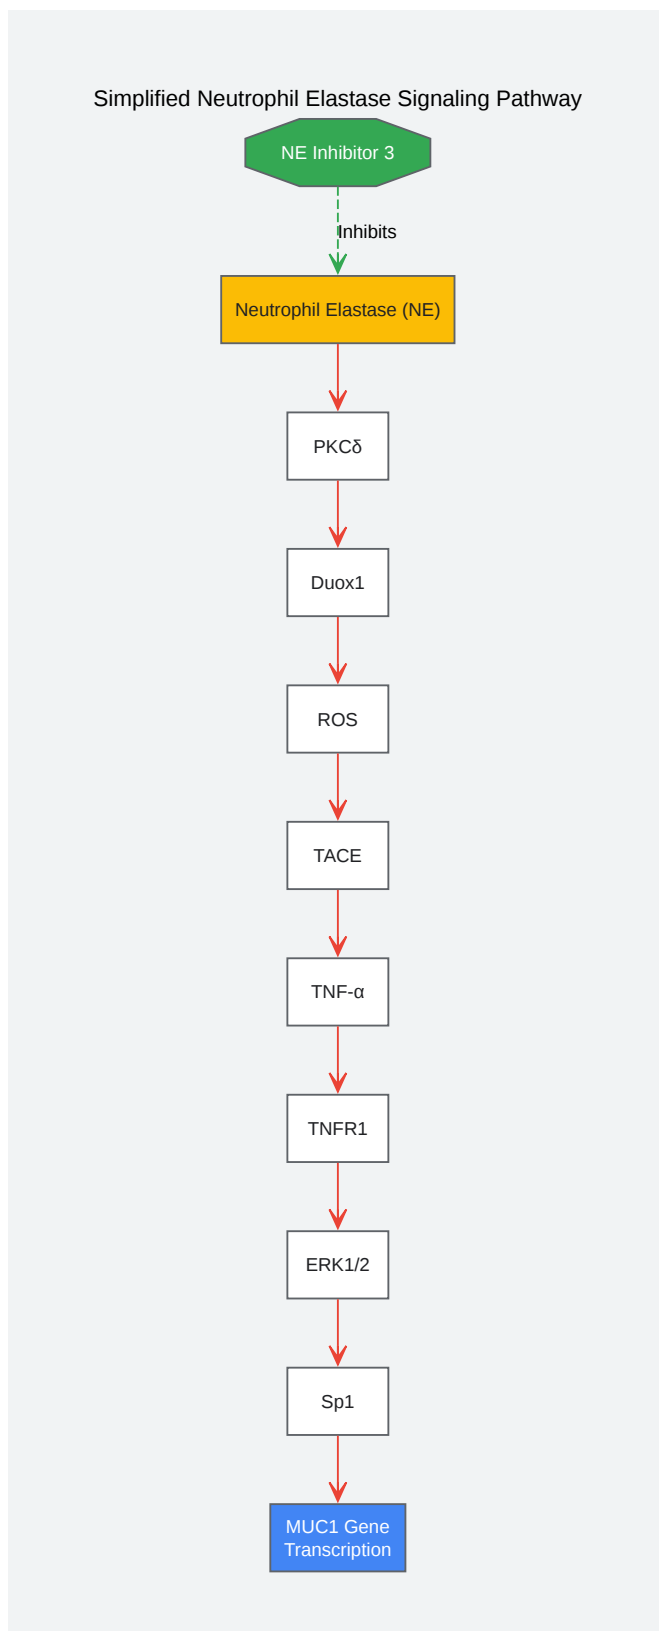 Simplified Neutrophil Elastase Signaling Pathway
NE Inhibitor 3
Inhibits
Neutrophil Elastase (NE)
PKCδ
Duox1
ROS
TACE
TNF-α
TNFR1
ERK1/2
Sp1
MUC1 Gene
Transcription